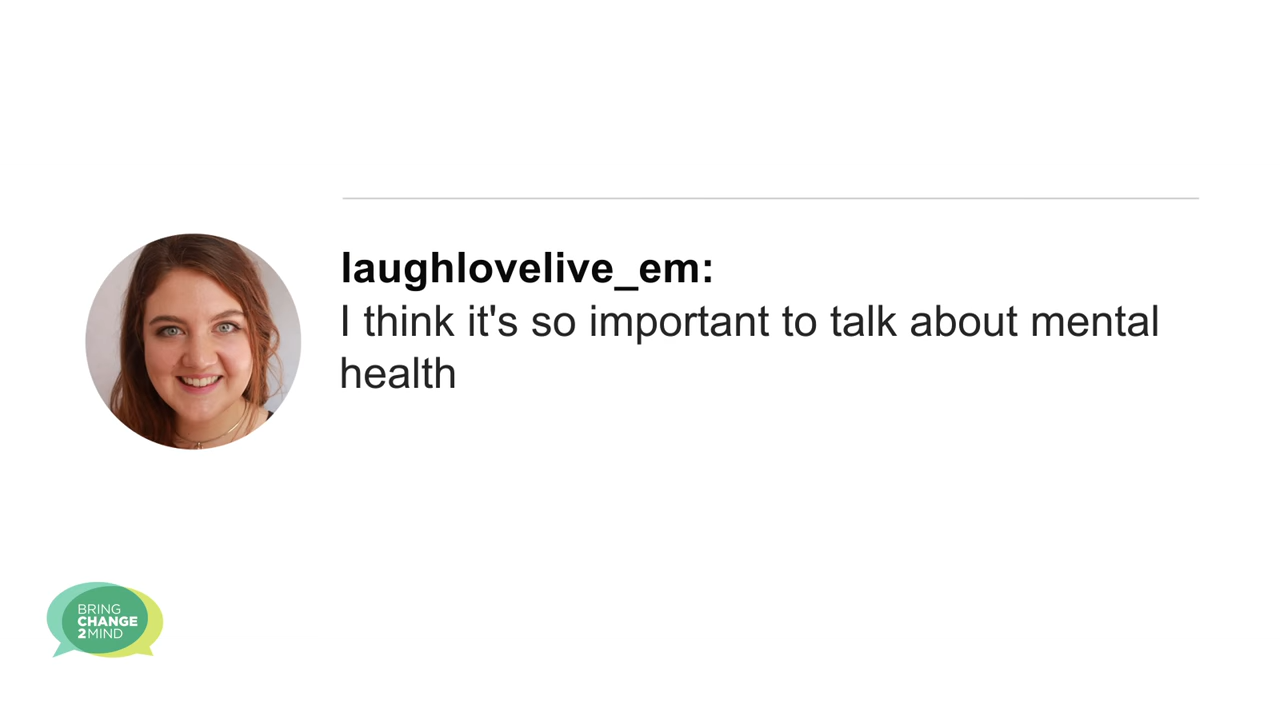 laughlovelive_em:
I think it's so important to talk about mental
health
BRING
CHANGE
2MIND